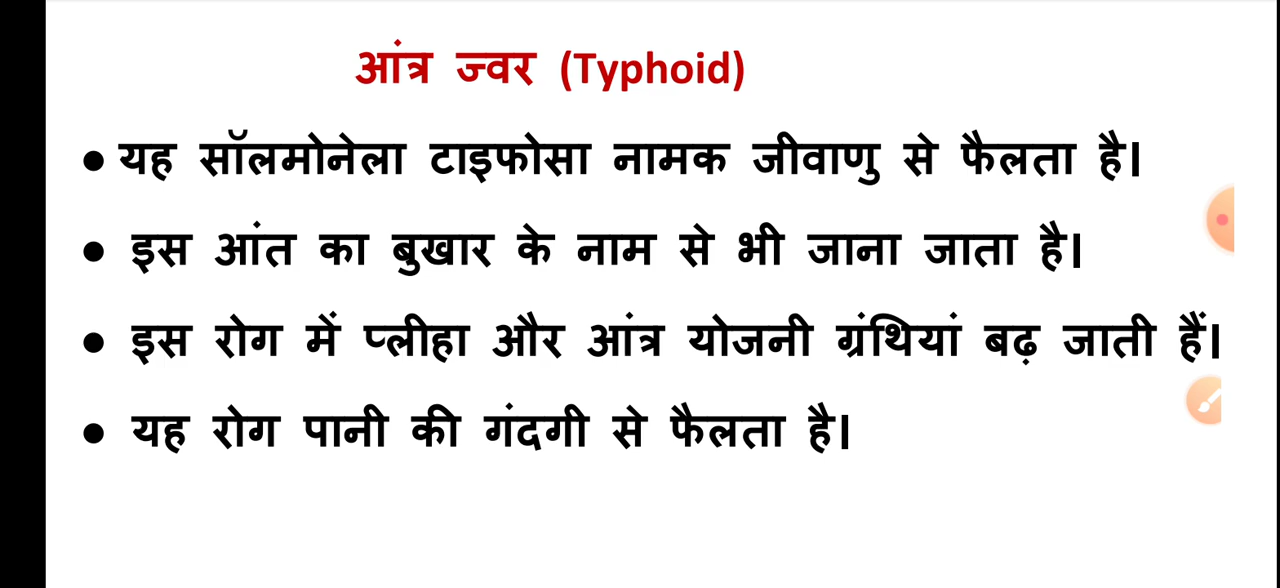 आंत्र ज्वर (Typhoid)
• यह सॉलमोनेला टाइफोसा नामक जीवाणु से फैलता है।
• इस आंत का बुखार के नाम से भी जाना जाता है।
• इस रोग में प्लीहा और आंत्र योजनी ग्रंथियां बढ़ जाती हैं।
• यह रोग पानी की गंदगी से फैलता है।